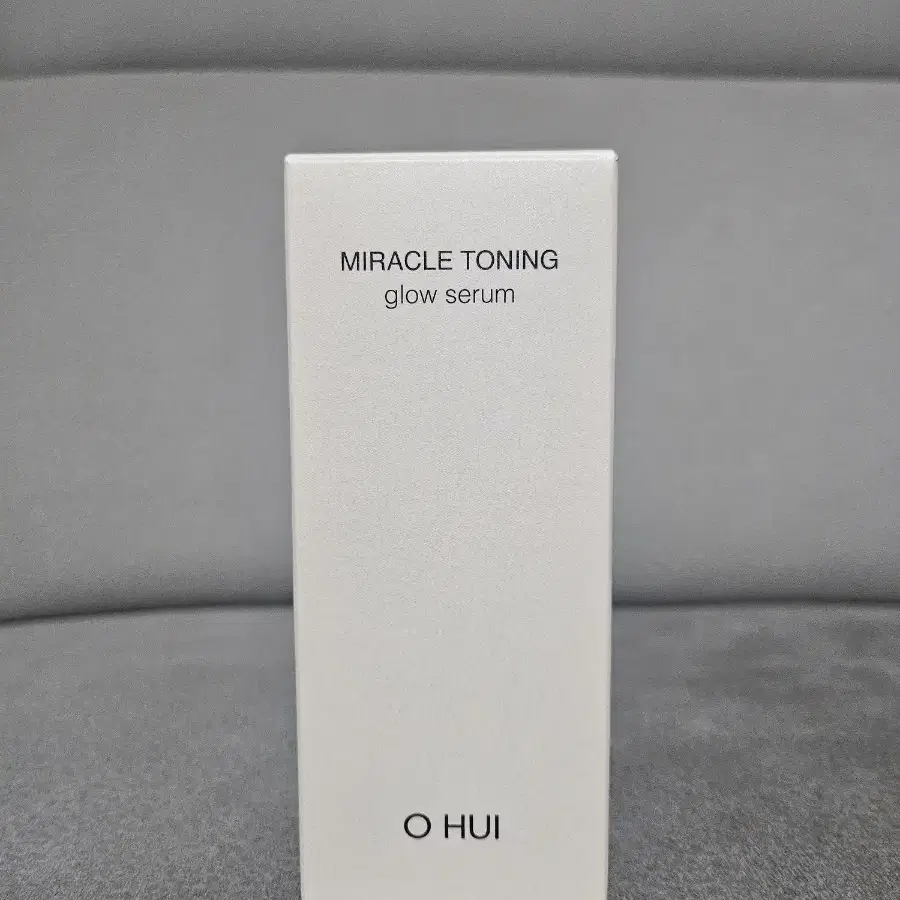 MIRACLE TONING
glow serum
O HUI